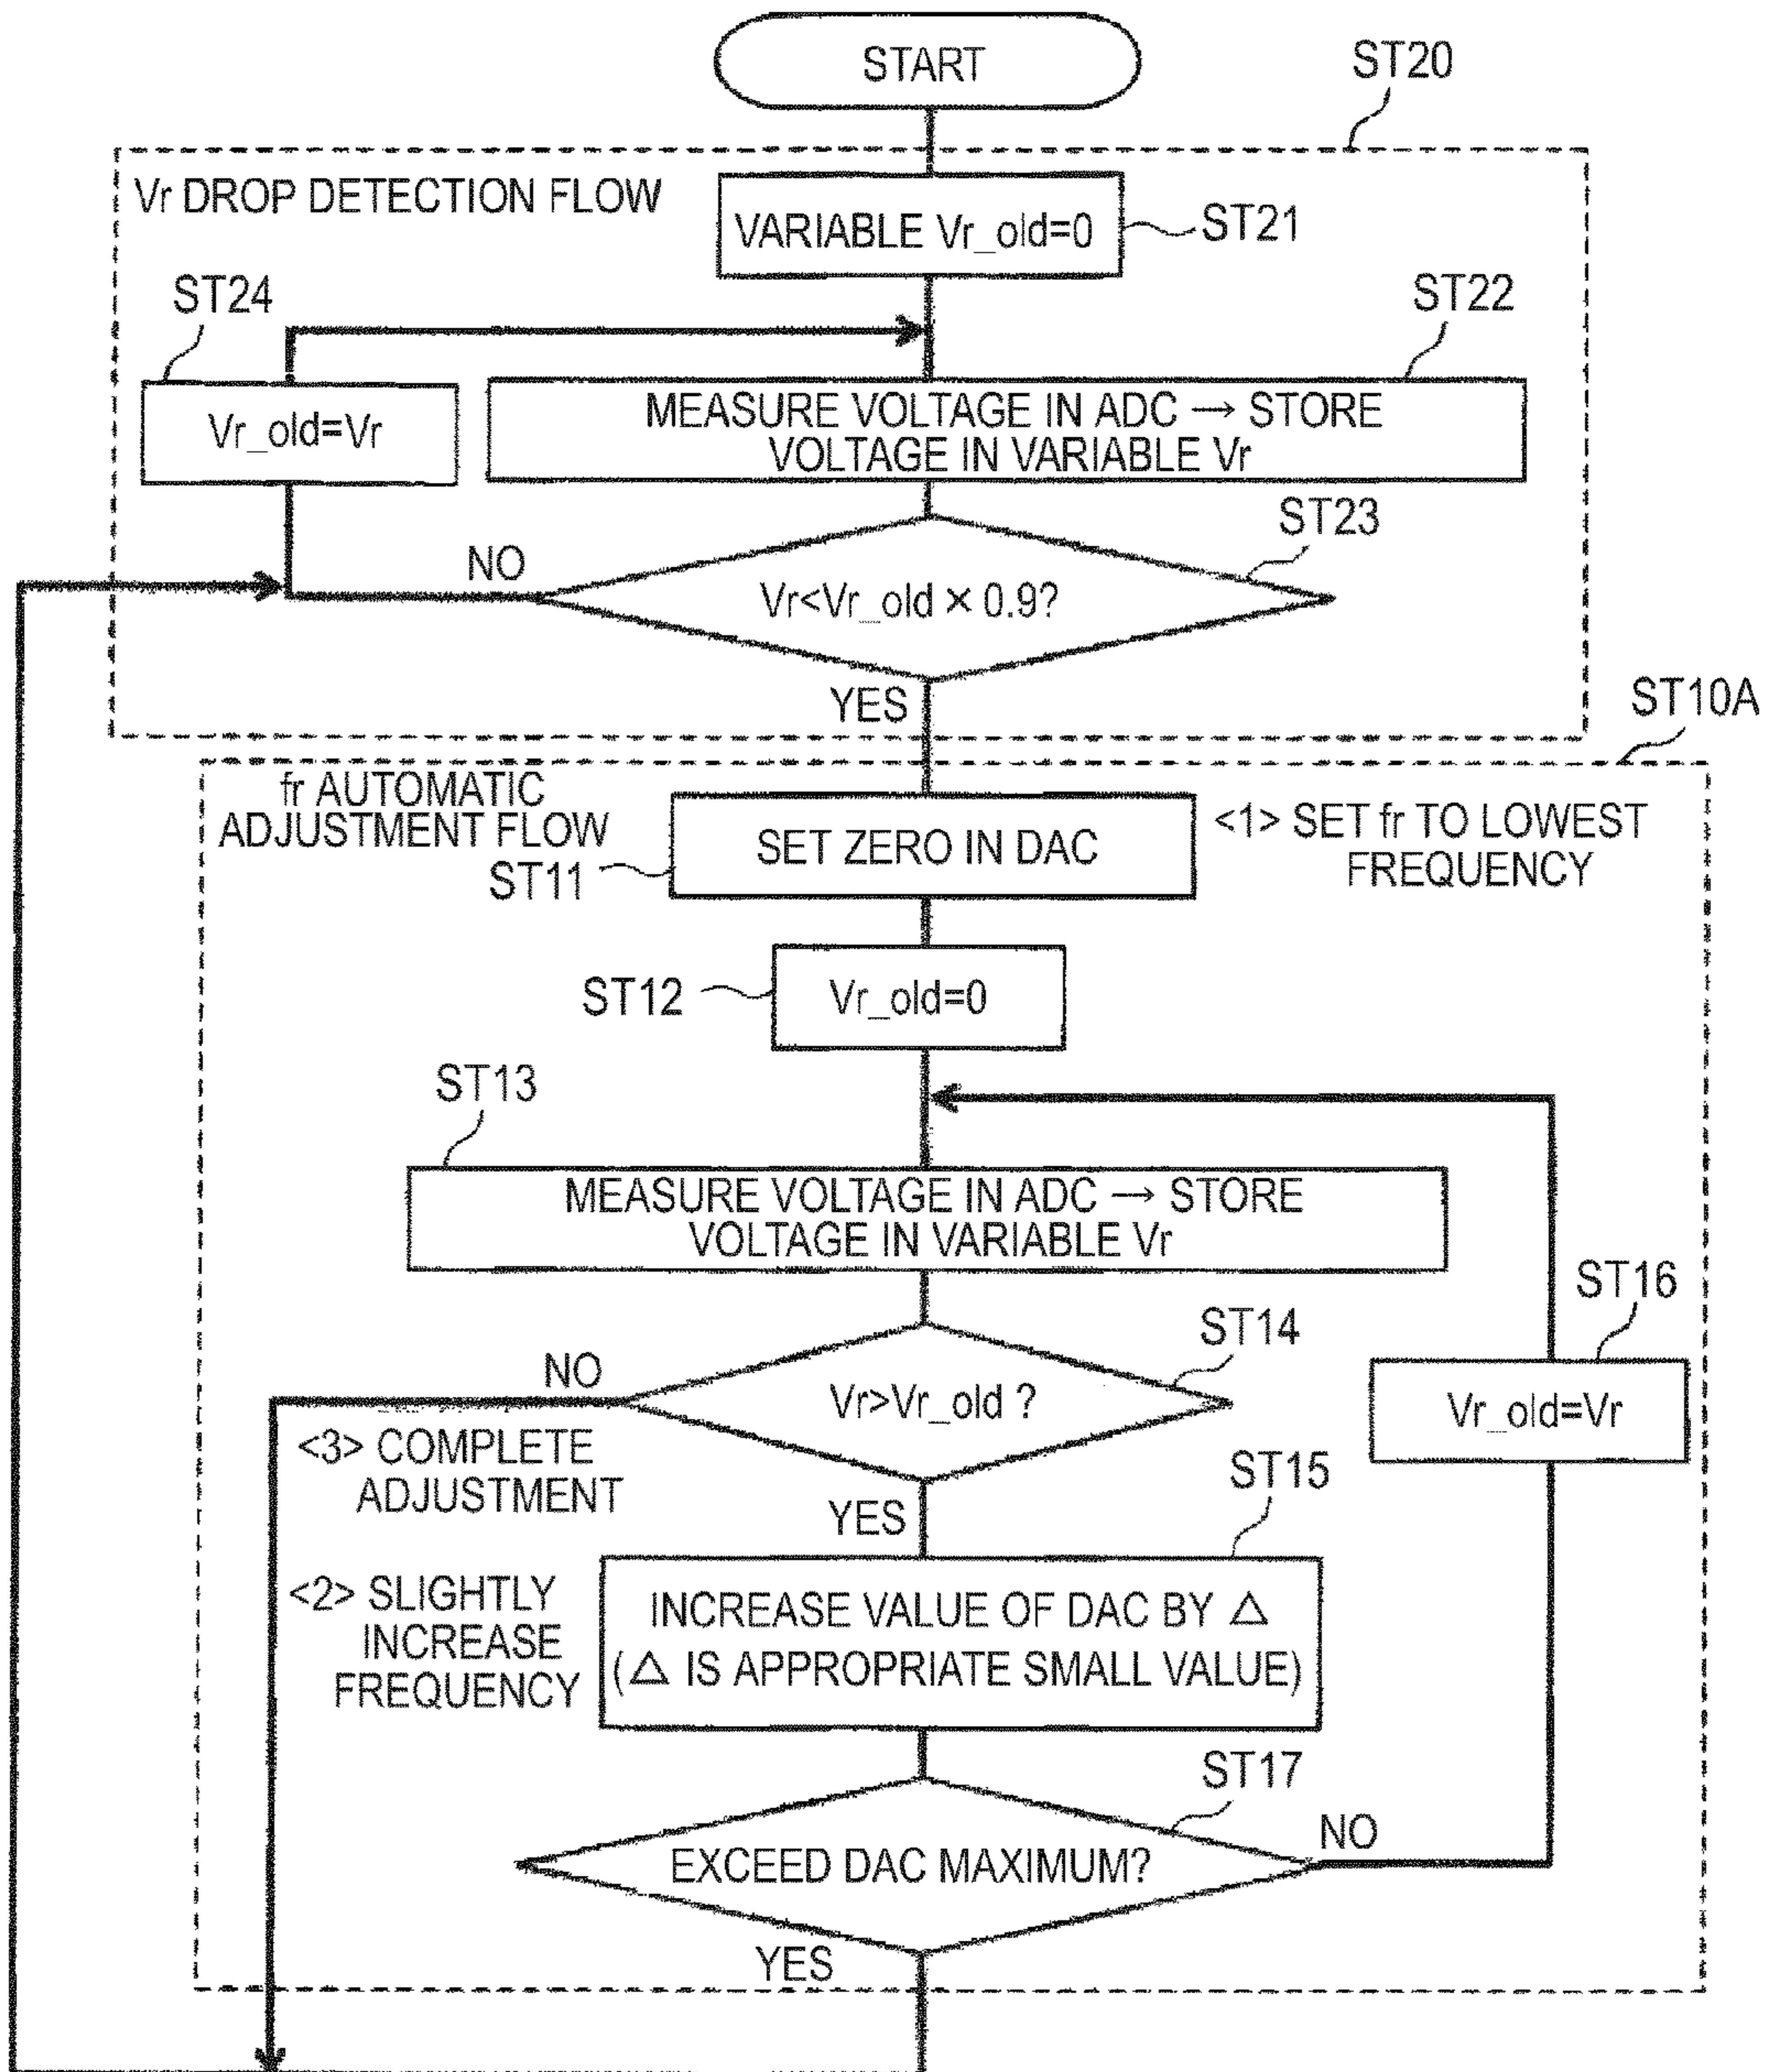 START
ST20
Vr DROP DETECTION FLOW
VARIABLE Vr_old=0
ST21
ST24
ST22
Vr_old=Vr
MEASURE VOLTAGE IN ADC → STORE
VOLTAGE IN VARIABLE Vr
ST23
NO
Vr<Vr_old × 0.9?
YES
ST10A
fr AUTOMATIC
ADJUSTMENT FLOW
ST11
SET ZERO IN DAC
<1> SET fr TO LOWEST
FREQUENCY
ST12
Vr_old=0
ST13
MEASURE VOLTAGE IN ADC → STORE
VOLTAGE IN VARIABLE Vr
ST16
ST14
NO
Vr>Vr_old ?
Vr_old=Vr
<3> COMPLETE
ADJUSTMENT
YES
ST15
<2> SLIGHTLY
INCREASE
FREQUENCY
INCREASE VALUE OF DAC BY △
(△ IS APPROPRIATE SMALL VALUE)
ST17
NO
EXCEED DAC MAXIMUM?
YES